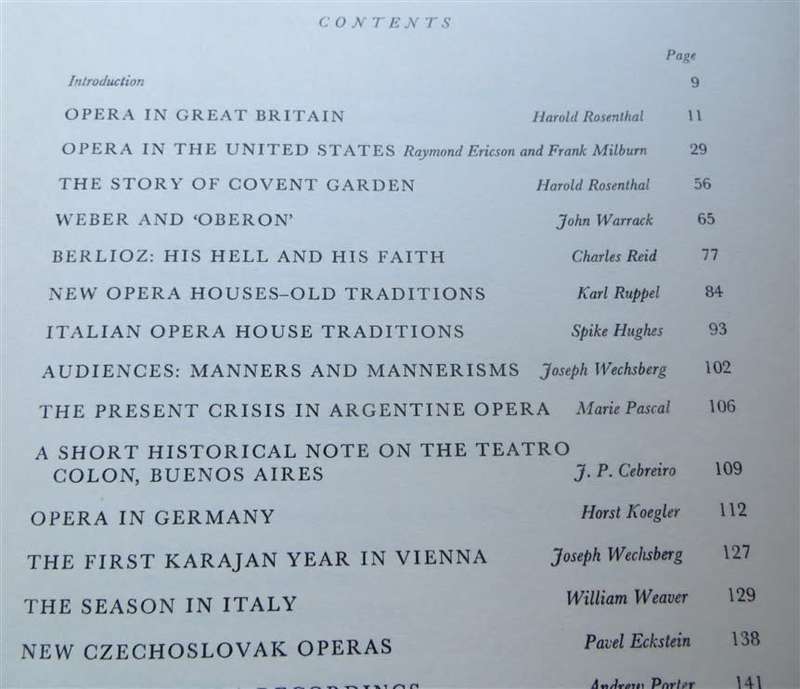 CONTENTS
Page
Introduction 9
OPERA IN GREAT BRITAIN Harold Rosenthal 11
OPERA IN THE UNITED STATES Raymond Ericson and Frank Milburn 29
THE STORY OF COVENT GARDEN Harold Rosenthal 56
WEBER AND ‘OBERON’ John Warrack 65
BERLIOZ: HIS HELL AND HIS FAITH Charles Reid 77
NEW OPERA HOUSES–OLD TRADITIONS Karl Ruppel 84
ITALIAN OPERA HOUSE TRADITIONS Spike Hughes 93
AUDIENCES: MANNERS AND MANNERISMS Joseph Wechsberg 102
THE PRESENT CRISIS IN ARGENTINE OPERA Marie Pascal 106
A SHORT HISTORICAL NOTE ON THE TEATRO
COLON, BUENOS AIRES J. P. Cebreiro 109
OPERA IN GERMANY Horst Koegler 112
THE FIRST KARAJAN YEAR IN VIENNA Joseph Wechsberg 127
THE SEASON IN ITALY William Weaver 129
NEW CZECHOSLOVAK OPERAS Pavel Eckstein 138
RECORDINGS Andrew Porter 141